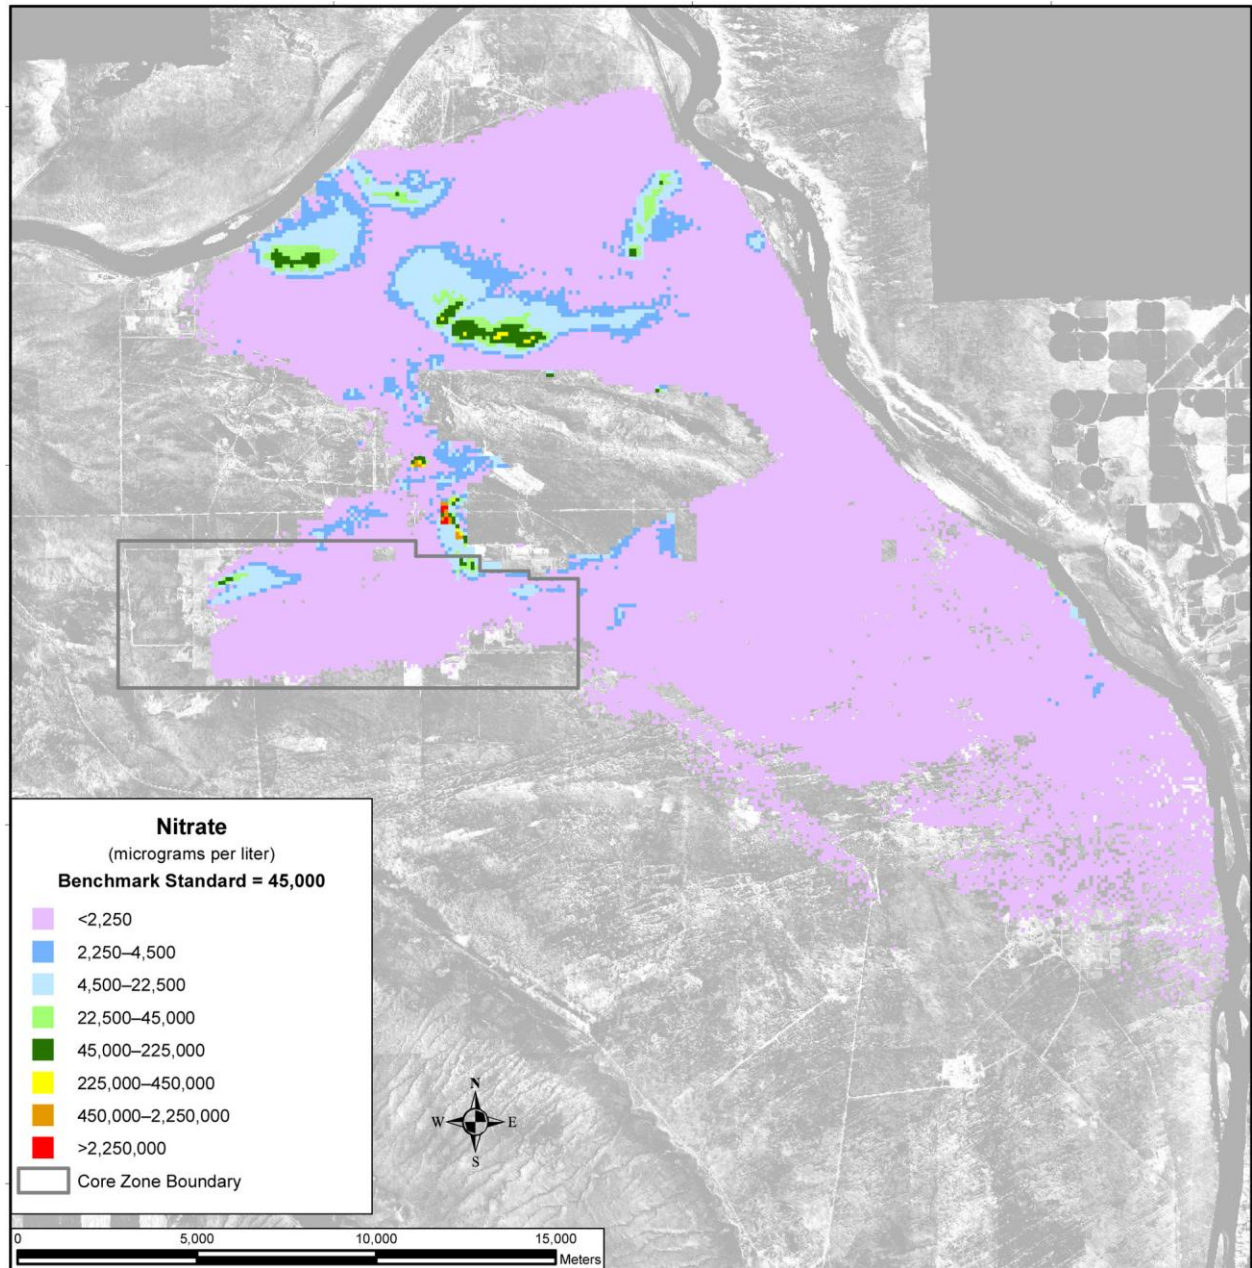 Nitrate
(micrograms per liter)
Benchmark Standard = 45,000
<2,250
2,250–4,500
4,500–22,500
22,500–45,000
45,000–225,000
225,000–450,000
450,000–2,250,000
>2,250,000
Core Zone Boundary
N
W E
S
0 5,000 10,000 15,000
Meters